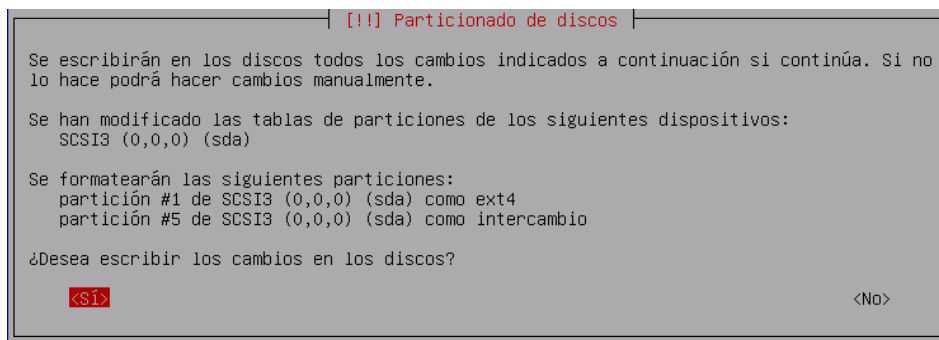 [!!] Particionado de discos
Se escribirán en los discos todos los cambios indicados a continuación si continúa. Si no
lo hace podrá hacer cambios manualmente.
Se han modificado las tablas de particiones de los siguientes dispositivos:
SCSI3 (0,0,0) (sda)
Se formatearán las siguientes particiones:
partición #1 de SCSI3 (0,0,0) (sda) como ext4
partición #5 de SCSI3 (0,0,0) (sda) como intercambio
¿Desea escribir los cambios en los discos?
<Sí> <No>